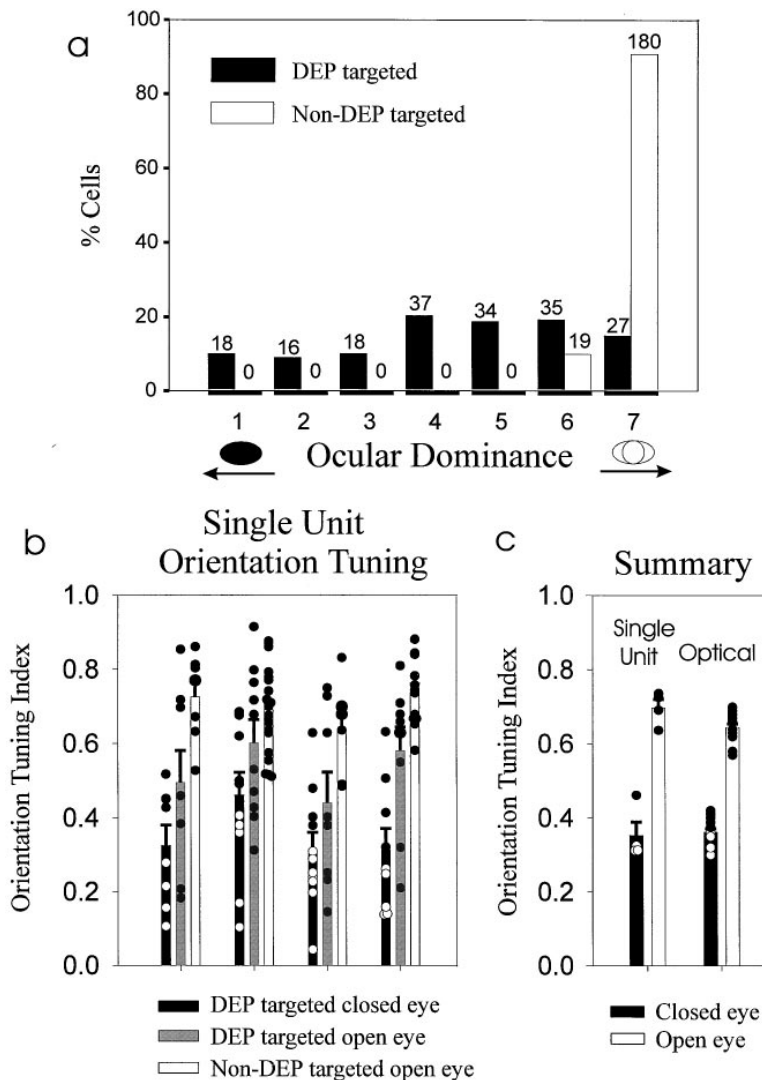 a
100
80
60
40
20
0
% Cells
DEP targeted
Non-DEP targeted
18
0
16
0
18
0
37
0
34
0
35
19
27
180
1 2 3 4 5 6 7
Ocular Dominance
b
Single Unit
Orientation Tuning
1.0
0.8
0.6
0.4
0.2
0.0
Orientation Tuning Index
DEP targeted closed eye
DEP targeted open eye
Non-DEP targeted open eye
c
Summary
1.0
0.8
0.6
0.4
0.2
0.0
Orientation Tuning Index
Single
Unit
Optical
Closed eye
Open eye